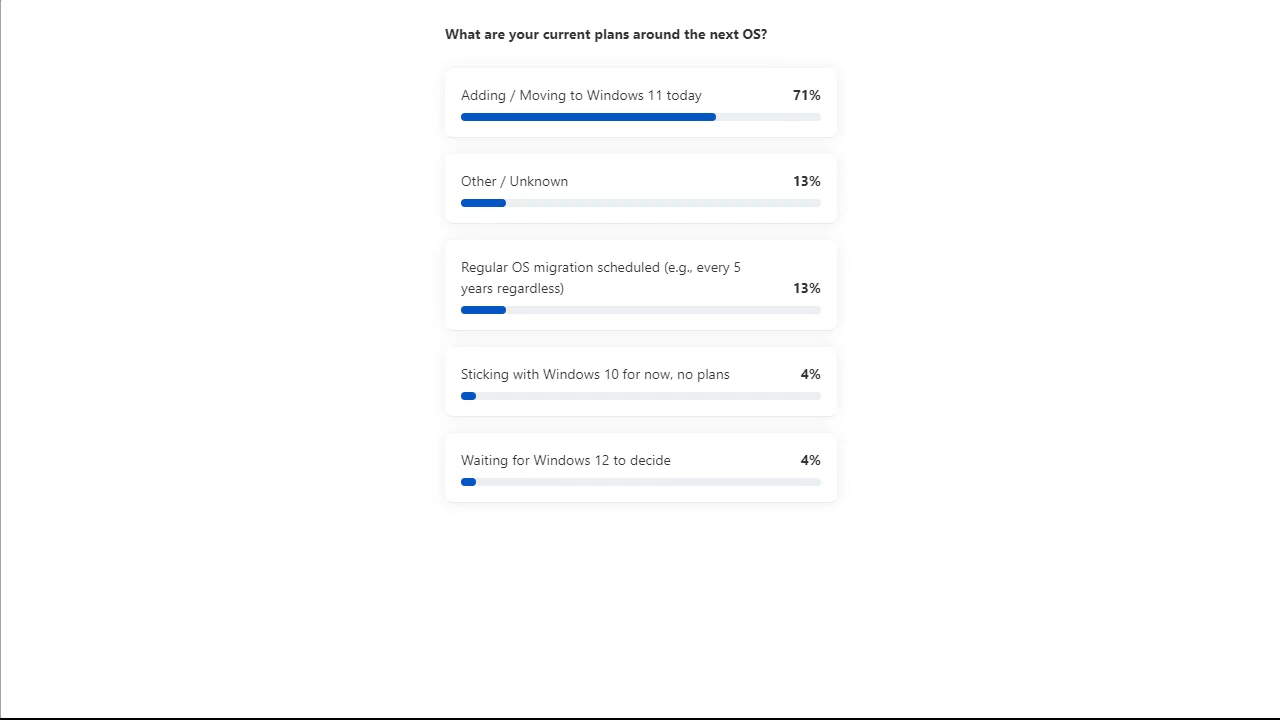 What are your current plans around the next OS?
Adding / Moving to Windows 11 today 71%
Other / Unknown 13%
Regular OS migration scheduled (e.g., every 5
years regardless) 13%
Sticking with Windows 10 for now, no plans 4%
Waiting for Windows 12 to decide 4%